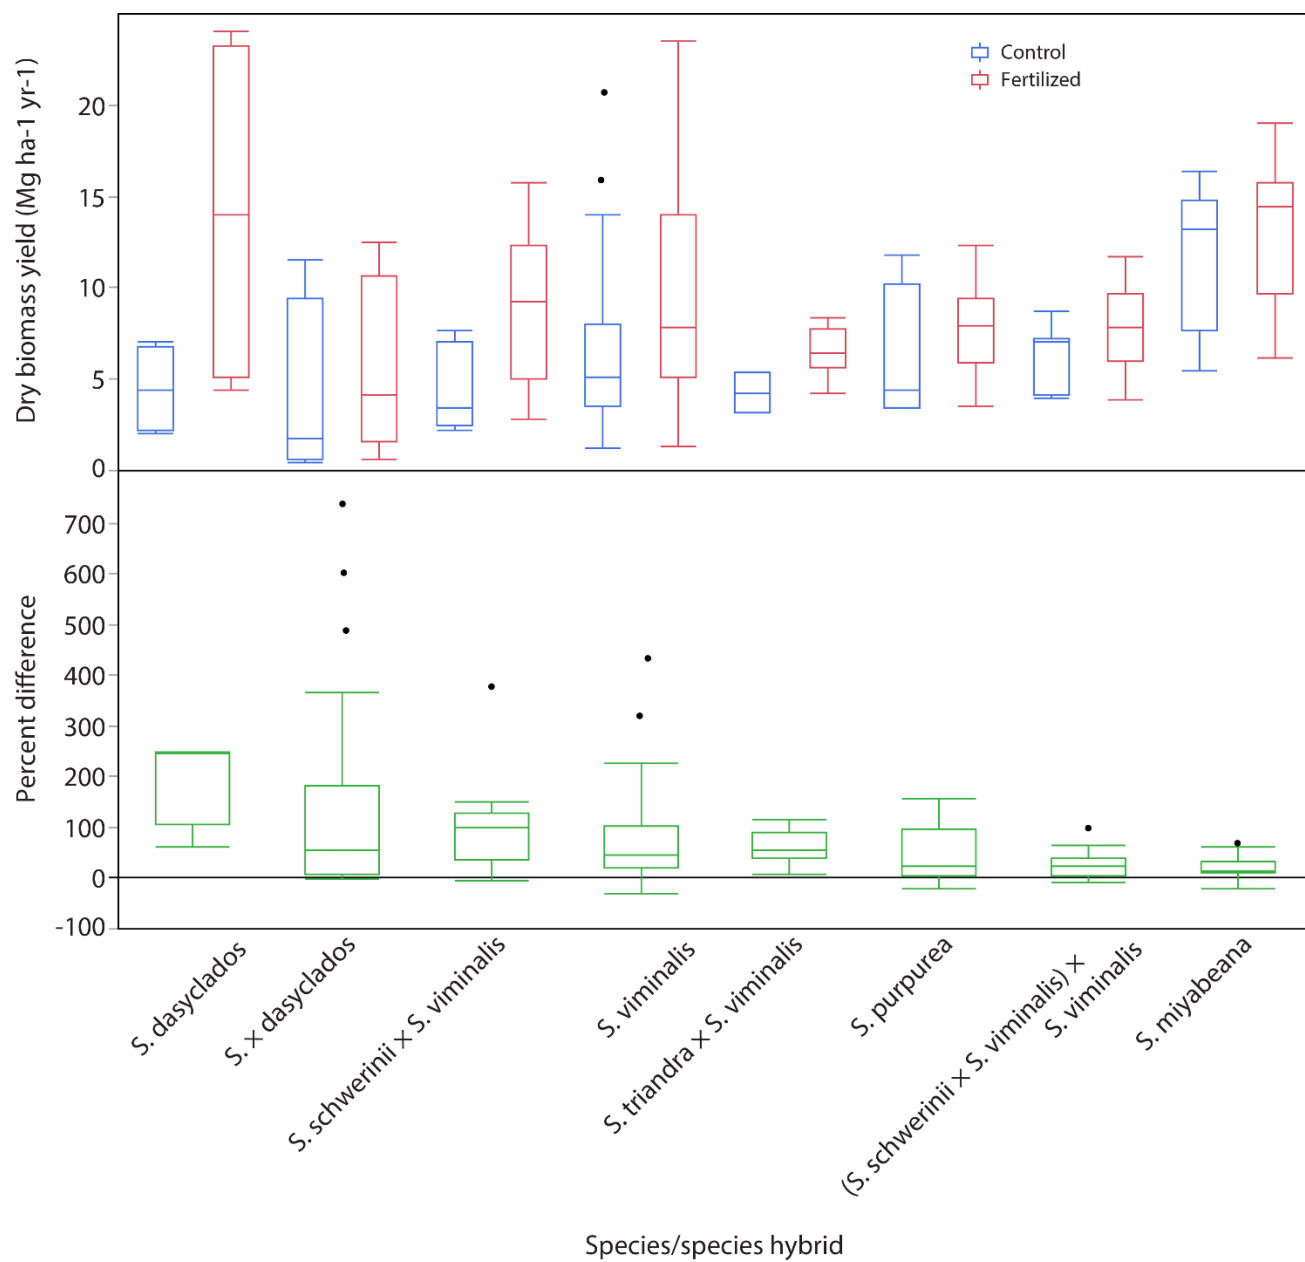 Dry biomass yield (Mg ha-1 yr-1)
20
15
10
5
0
Control
Fertilized
Percent difference
700
600
500
400
300
200
100
0
-100
S. dasyclados
S. × dasyclados
S. schwerinii × S. viminalis
S. viminalis
S. triandra × S. viminalis
S. purpurea
(S. schwerinii × S. viminalis) ×
S. viminalis
S. miyabeana
Species/species hybrid